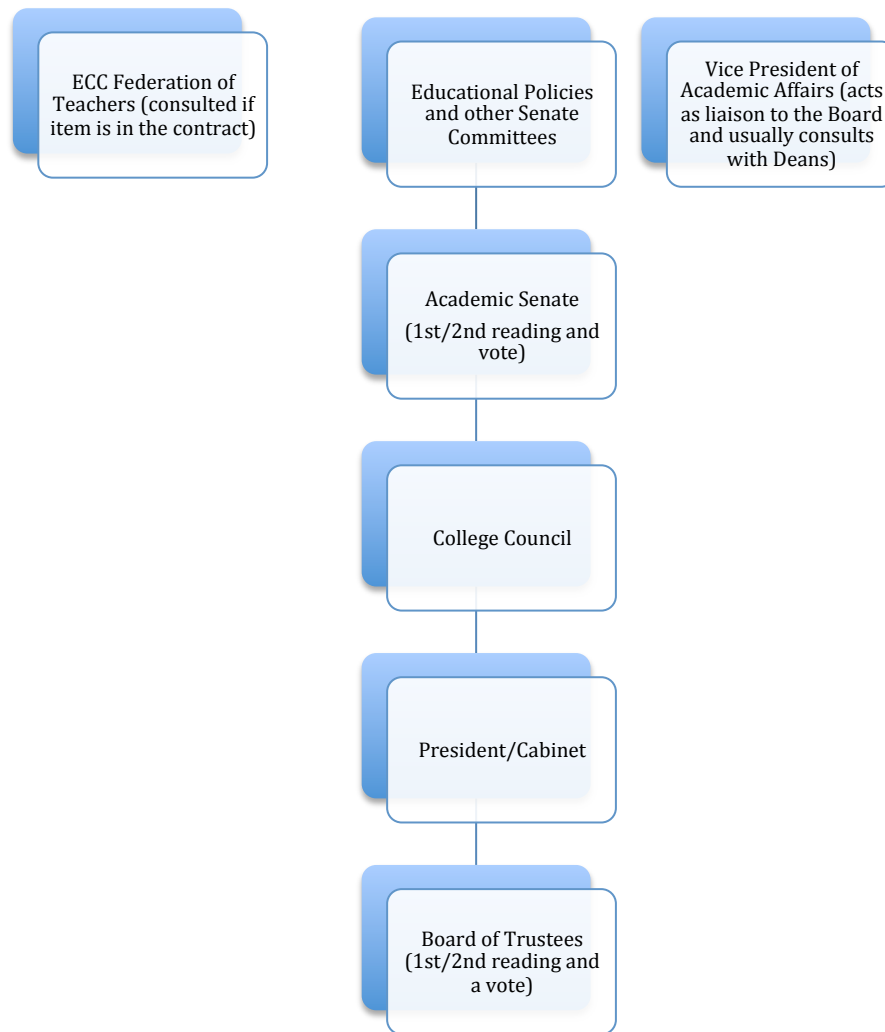 ECC Federation of
Teachers (consulted if
item is in the contract)
Educational Policies
and other Senate
Committees
Vice President of
Academic Affairs (acts
as liaison to the Board
and usually consults
with Deans)
Academic Senate
(1st/2nd reading and
vote)
College Council
President/Cabinet
Board of Trustees
(1st/2nd reading and
a vote)